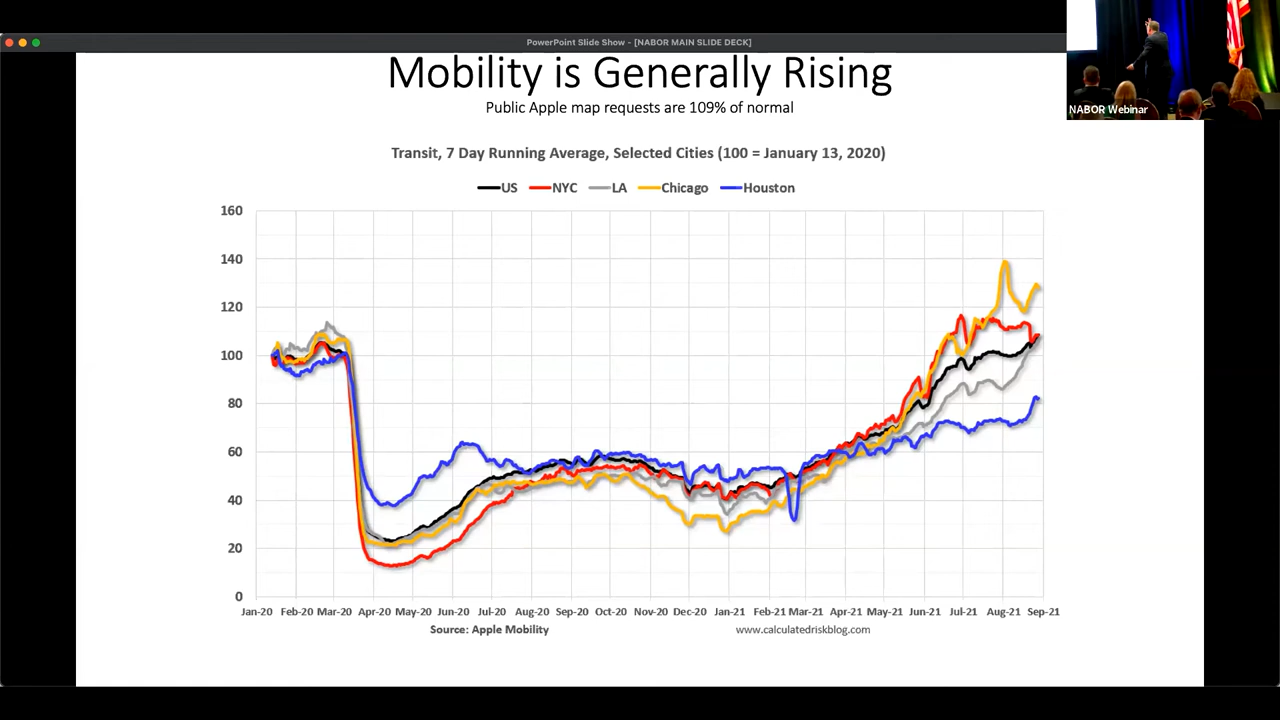 PowerPoint Slide Show - [NABOR MAIN SLIDE DECK]
NABOR Webinar
Mobility is Generally Rising
Public Apple map requests are 109% of normal
Transit, 7 Day Running Average, Selected Cities (100 = January 13, 2020)
US NYC LA Chicago Houston
160
140
120
100
80
60
40
20
0
Jan-20 Feb-20 Mar-20 Apr-20 May-20 Jun-20 Jul-20 Aug-20 Sep-20 Oct-20 Nov-20 Dec-20 Jan-21 Feb-21 Mar-21 Apr-21 May-21 Jun-21 Jul-21 Aug-21 Sep-21
Source: Apple Mobility www.calculatedriskblog.com